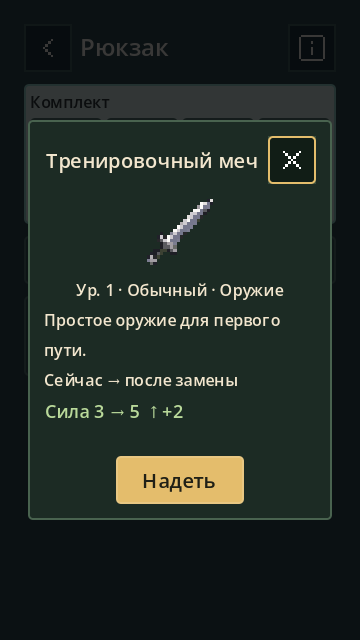 Рюкзак
Комплект
Тренировочный меч
Ур. 1 · Обычный · Оружие
Простое оружие для первого
пути.
Сейчас → после замены
Сила 3 → 5 ↑+2
Надеть